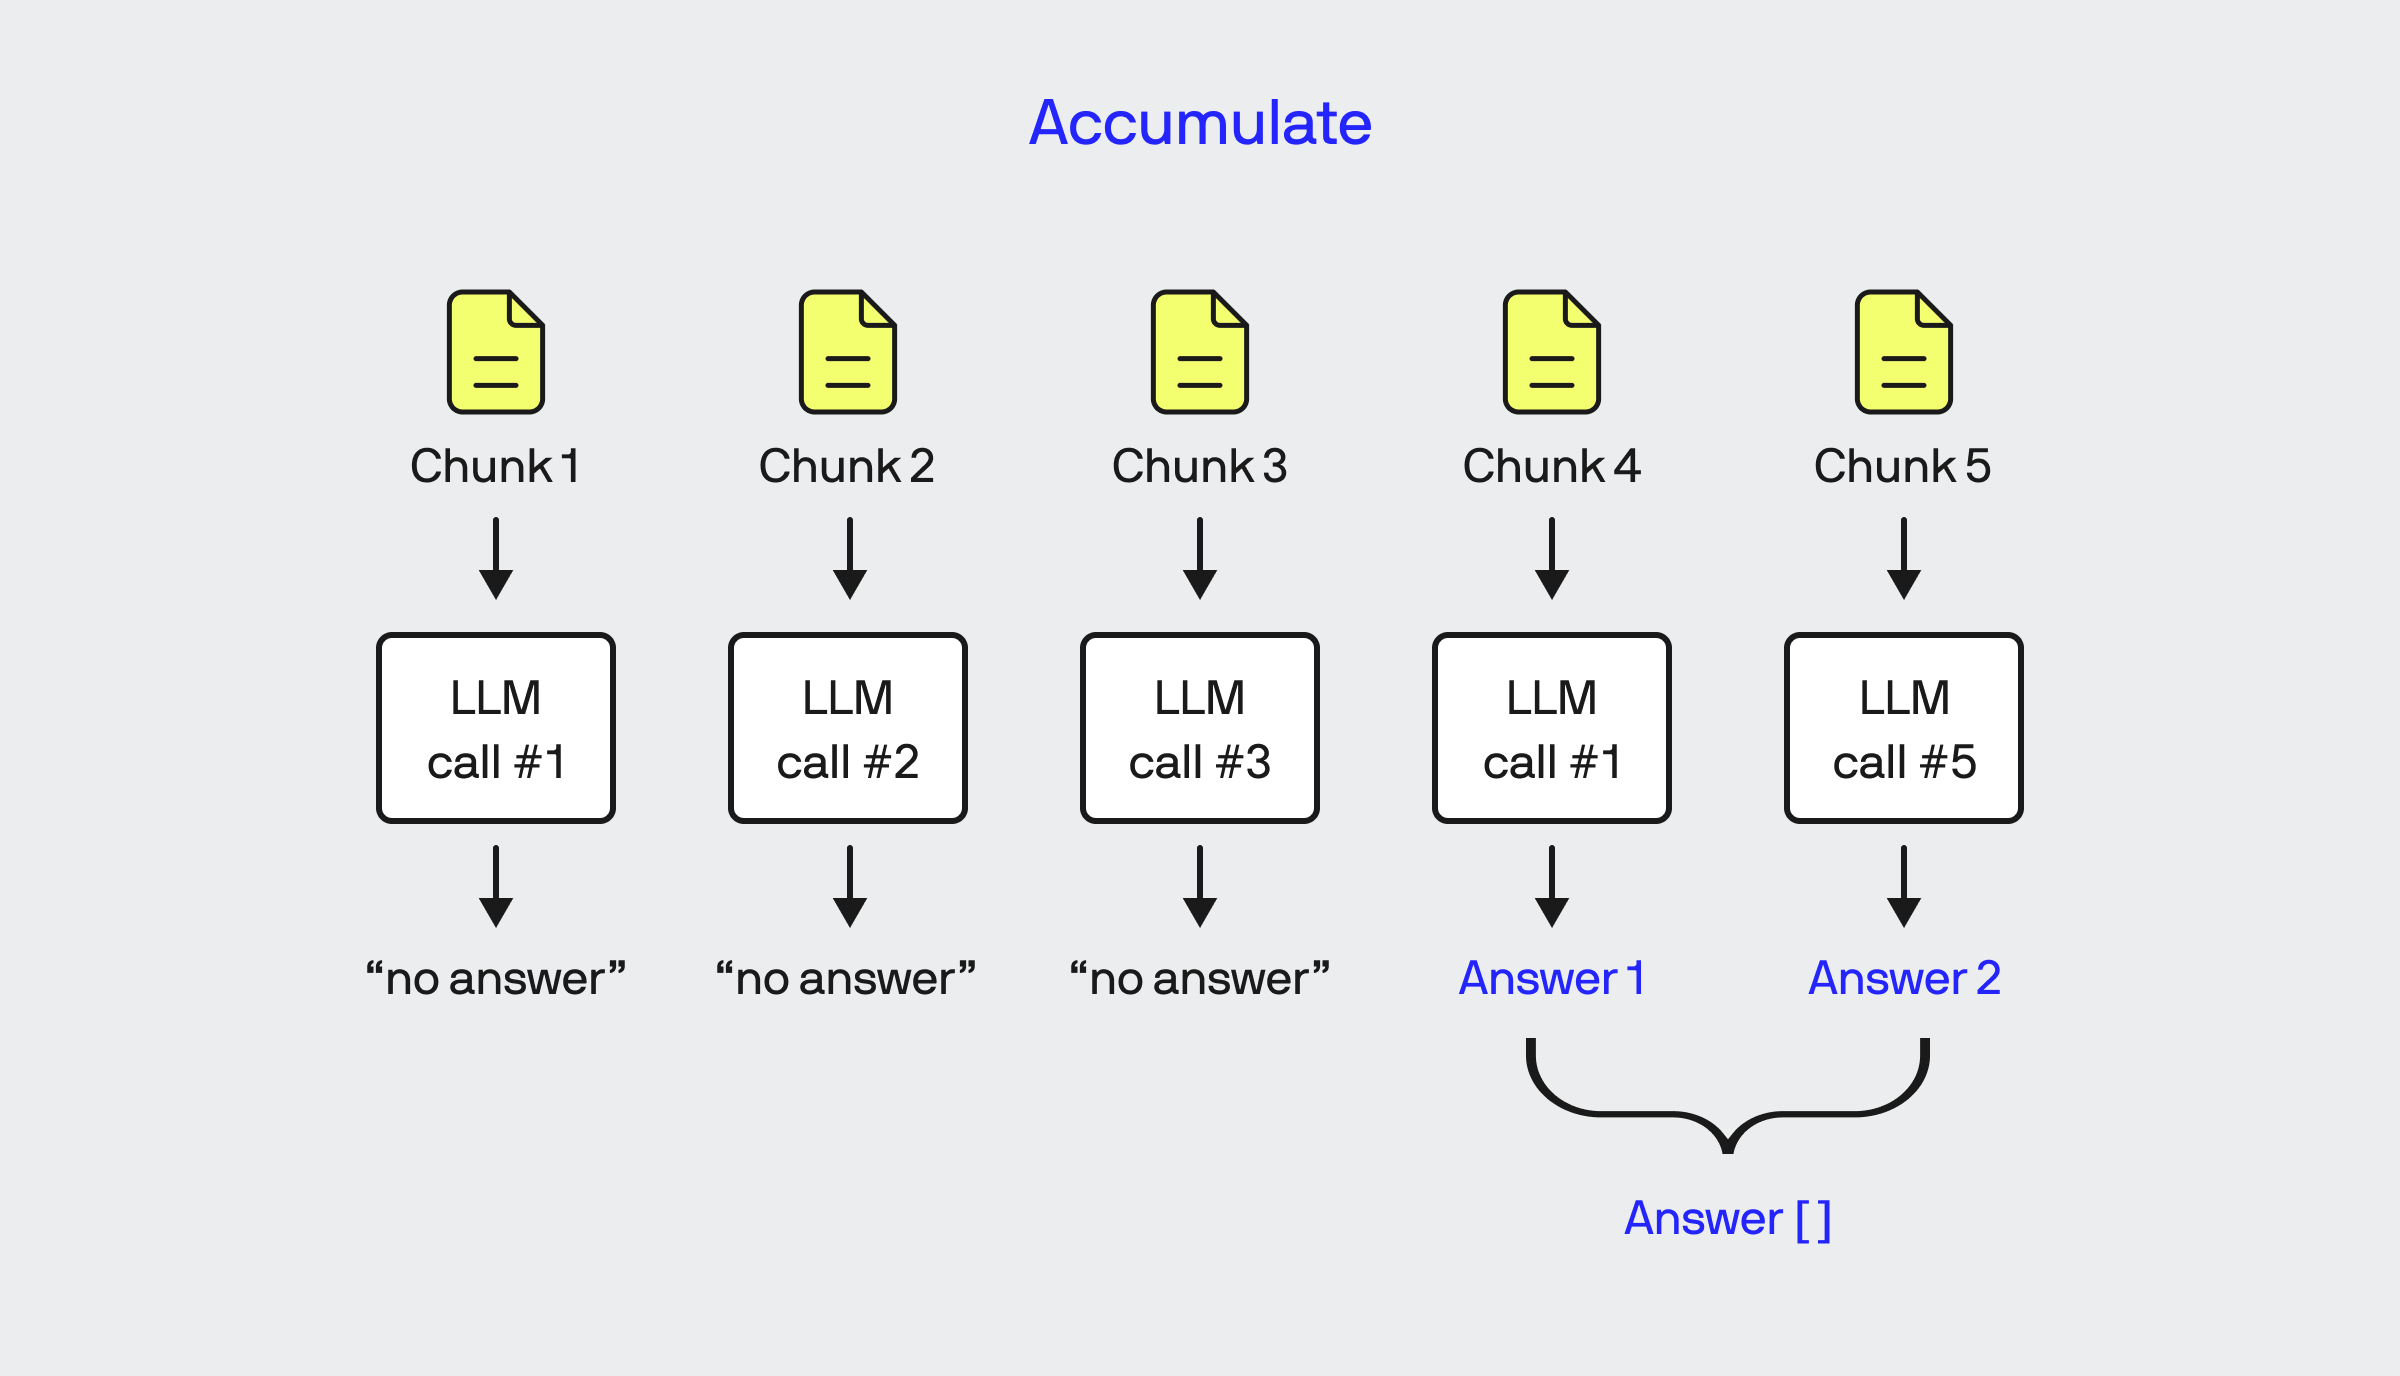 Accumulate
Chunk 1
Chunk 2
Chunk 3
Chunk 4
Chunk 5
LLM
call #1
LLM
call #2
LLM
call #3
LLM
call #1
LLM
call #5
“no answer”
“no answer”
“no answer”
Answer 1
Answer 2
Answer []